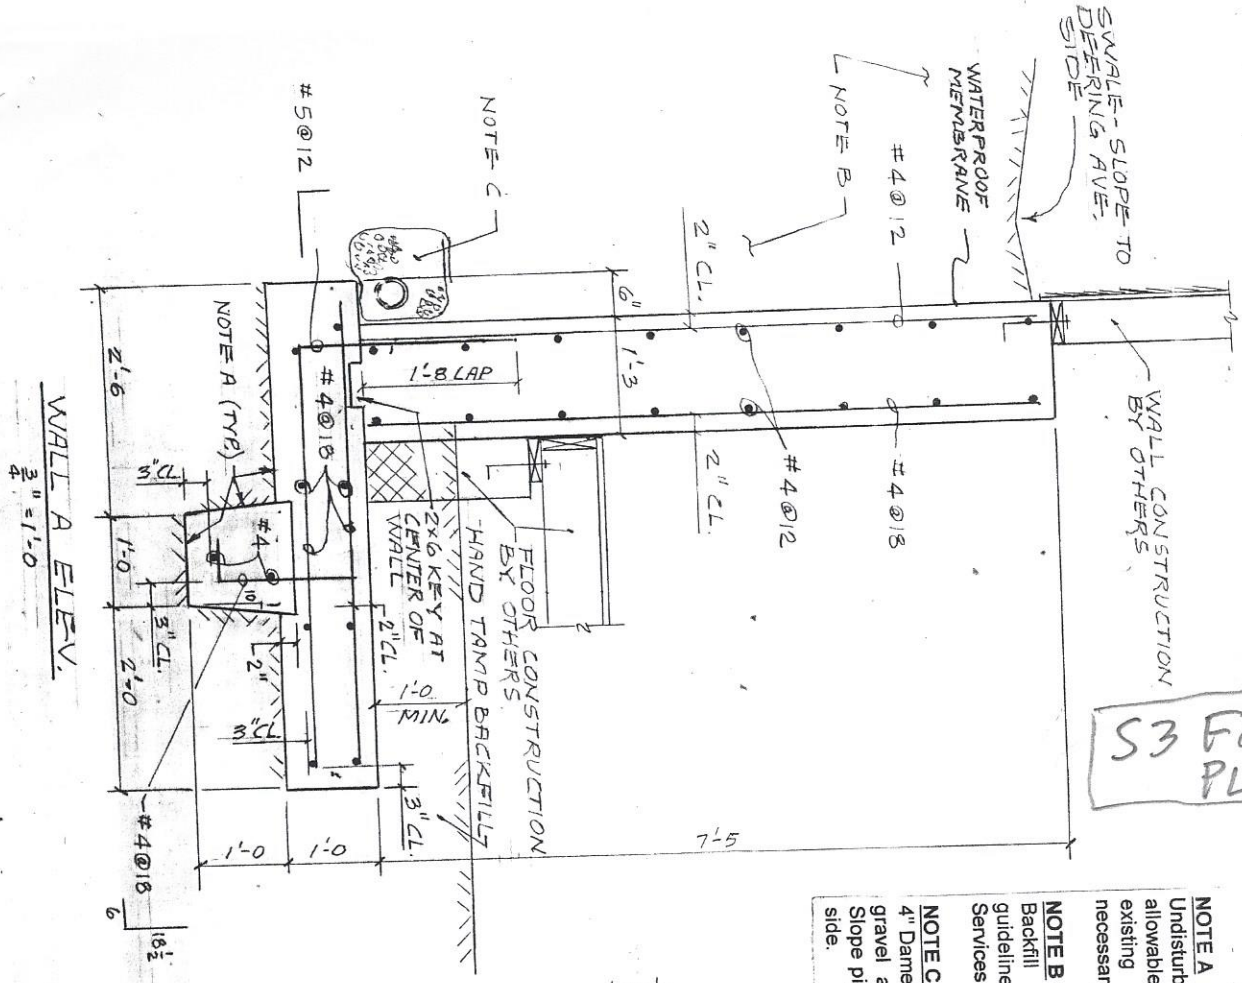 SWALE-SLOPE TO
DEERING AVE.
SIDE
WATERPROOF
MEMBRANE
NOTE B
#4@12
2" CL.
NOTE C
#5@12
6"
1'-3
1'-8 LAP
WALL CONSTRUCTION
BY OTHERS
#4@18
#4@12
2" CL.
FLOOR CONSTRUCTION
BY OTHERS
HAND TAMP BACKFILL
2x6 KEY AT
CENTER OF
WALL
#4@18
NOTE A (TYP)
2'-6
1'-0
2'-0
3" CL.
#4
10
3" CL.
2"
2" CL.
1'-0
MIN.
3" CL.
3" CL.
1'-0
1'-0
7'-5
#4@18
6
18 1/2
WALL A ELEV.
3/4" = 1'-0
S3
NOTE A
Undisturb
allowable
existing
necessar
NOTE B
Backfill
guideline
Services
NOTE C
4" Dame
gravel a
Slope pi
side.